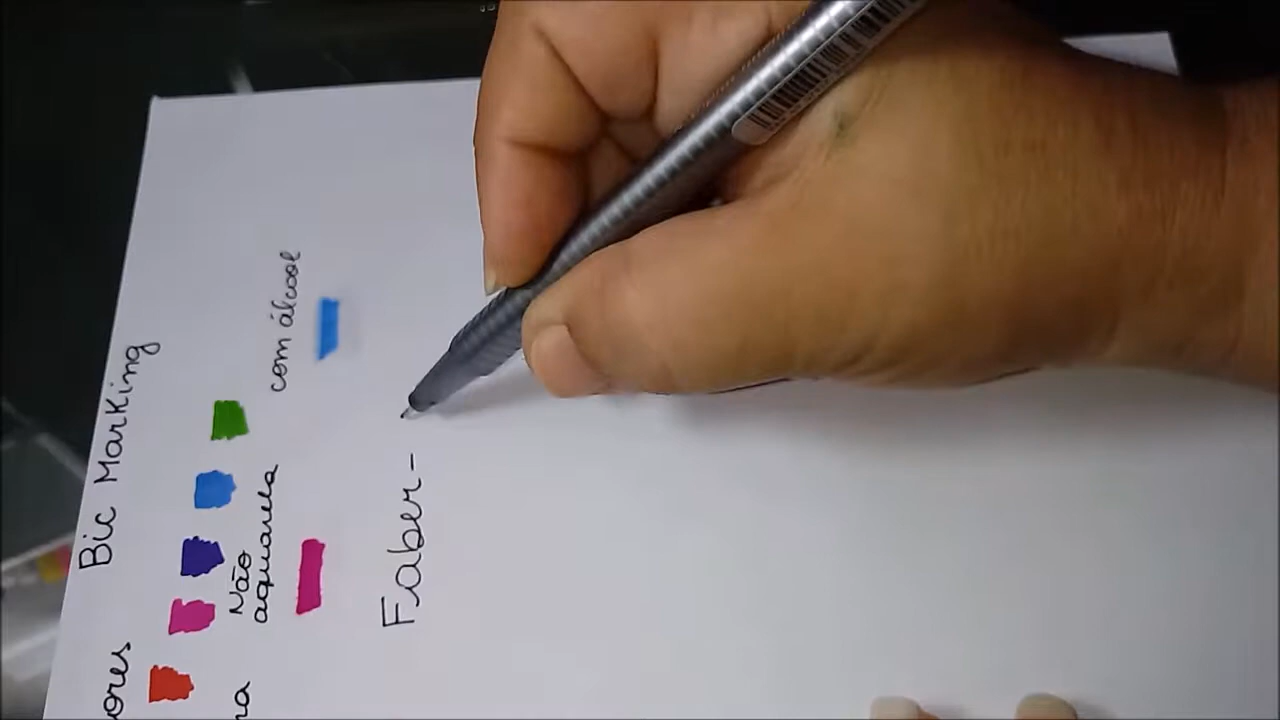 Bic Marking
com álcool
Não
aquarela
Faber-